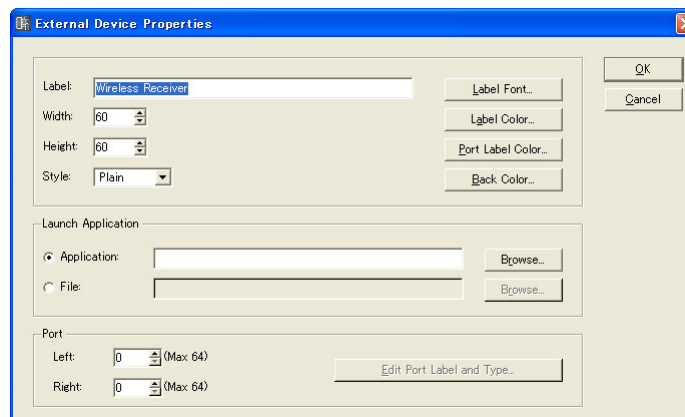 External Device Properties
Label: Wireless Receiver Label Font... OK
Width: 60 Label Color... Cancel
Height: 60 Port Label Color...
Style: Plain Back Color...
Launch Application
Application: Browse...
File: Browse...
Port
Left: 0 (Max 64) Edit Port Label and Type...
Right: 0 (Max 64)